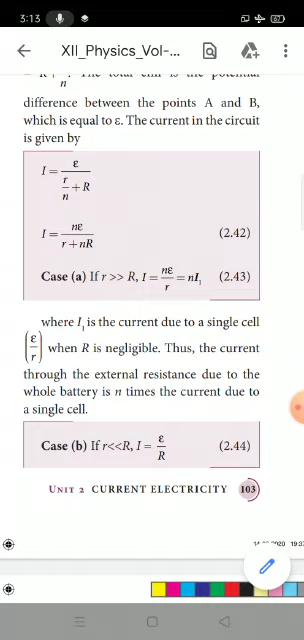 3:13
67
XII_Physics_Vol-...
n
difference between the points A and B,
which is equal to ε. The current in the circuit
is given by
I = ε / (r/n + R)
I = nε / (r + nR) (2.42)
Case (a) If r >> R, I = nε/r = nI₁ (2.43)
where I₁ is the current due to a single cell
(ε/r) when R is negligible. Thus, the current
through the external resistance due to the
whole battery is n times the current due to
a single cell.
Case (b) If r<<R, I = ε/R (2.44)
UNIT 2 CURRENT ELECTRICITY 103